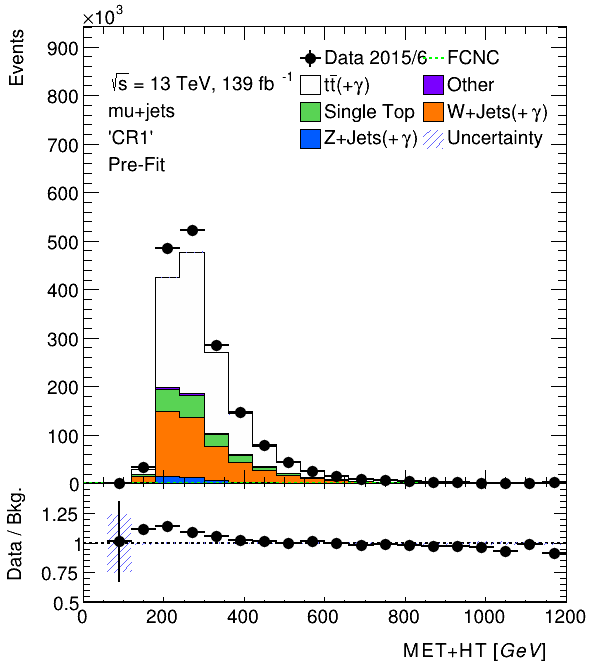 ×10³
Events
900
800
700
600
500
400
300
200
100
0
√s = 13 TeV, 139 fb⁻¹
mu+jets
'CR1'
Pre-Fit
Data 2015/6
FCNC
tt̄(+γ)
Other
Single Top
W+Jets(+γ)
Z+Jets(+γ)
Uncertainty
Data / Bkg.
1.25
1
0.75
0.5
0 200 400 600 800 1000 1200
MET+HT [GeV]